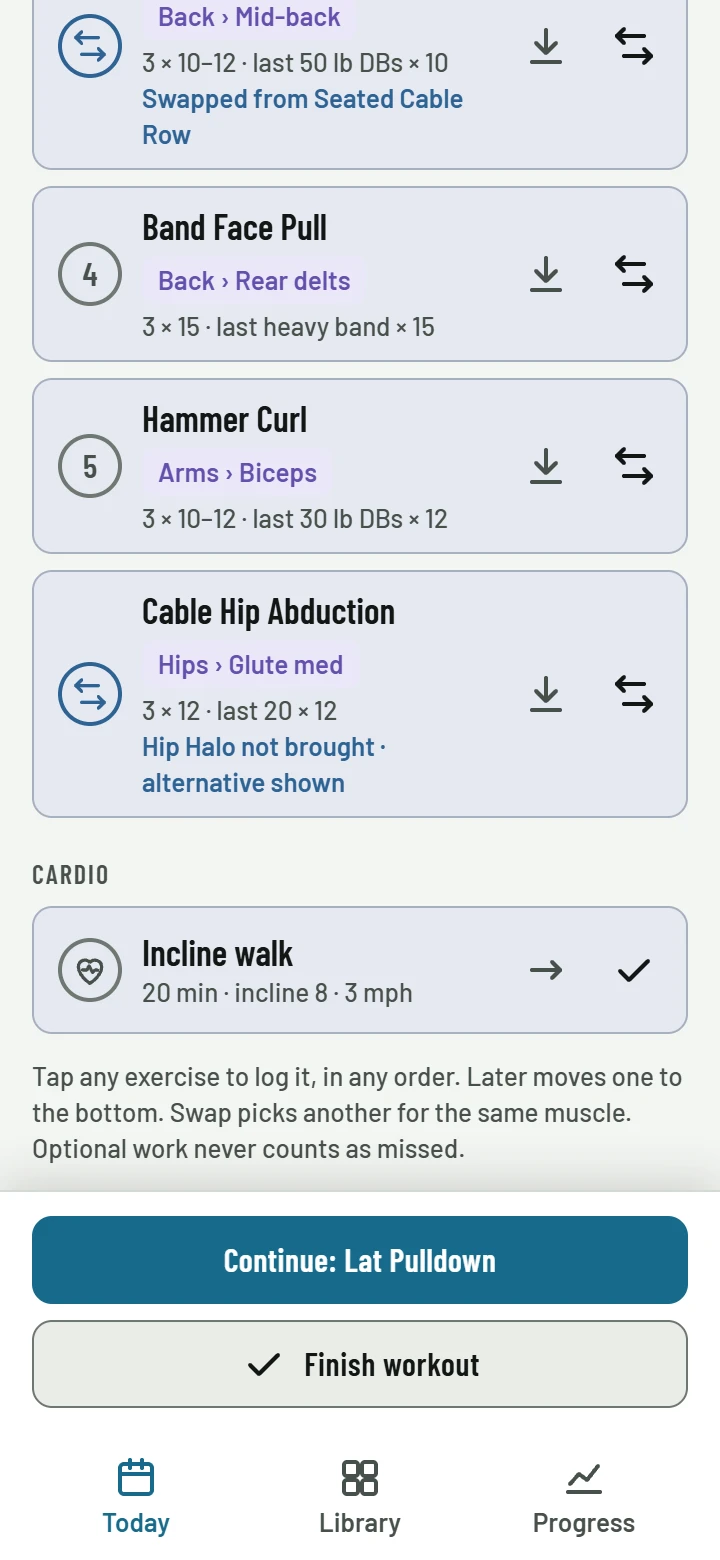 Back › Mid-back
3 × 10–12 · last 50 lb DBs × 10
Swapped from Seated Cable
Row
Band Face Pull
4
Back › Rear delts
3 × 15 · last heavy band × 15
Hammer Curl
5
Arms › Biceps
3 × 10–12 · last 30 lb DBs × 12
Cable Hip Abduction
Hips › Glute med
3 × 12 · last 20 × 12
Hip Halo not brought ·
alternative shown
CARDIO
Incline walk
20 min · incline 8 · 3 mph
Tap any exercise to log it, in any order. Later moves one to
the bottom. Swap picks another for the same muscle.
Optional work never counts as missed.
Continue: Lat Pulldown
Finish workout
Today
Library
Progress